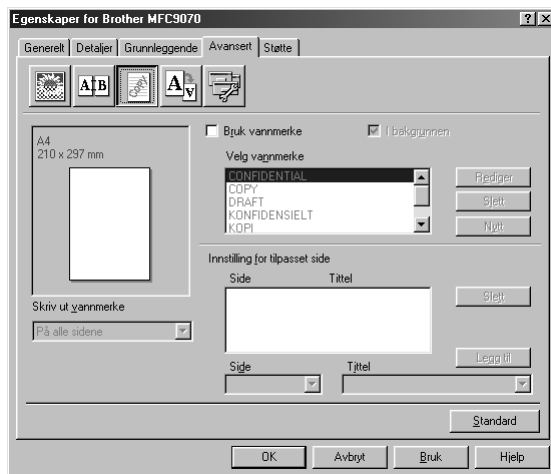 Egenskaper for Brother MFC9070
Generelt Detaljer Grunnleggende Avansert Støtte
A B COPY A A
A4
210 x 297 mm
Skriv ut vannmerke
På alle sidene
Bruk vannmerke I bakgrunnen
Velg vannmerke
CONFIDENTIAL
COPY
DRAFT
KONFIDENSIELT
KOPI
Rediger
Slett
Nytt
Innstilling for tilpasset side
Side Tittel
Slett
Legg til
Side Tittel
Standard
OK Avbryt Bruk Hjelp